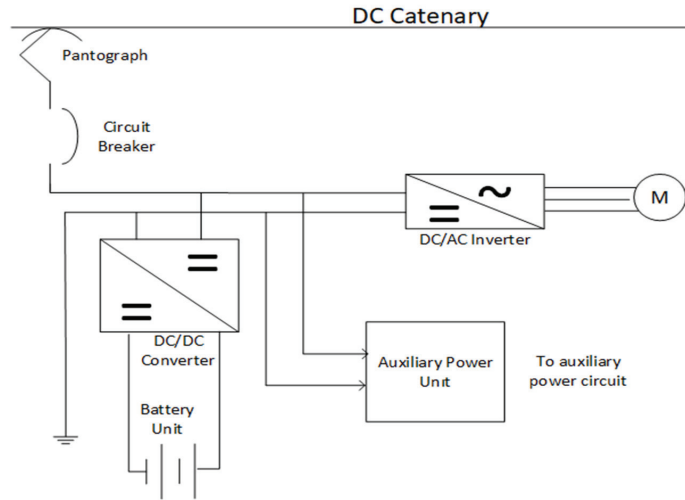 DC Catenary
Pantograph
Circuit
Breaker
M
DC/AC Inverter
DC/DC
Converter
Auxiliary Power
Unit
To auxiliary
power circuit
Battery
Unit